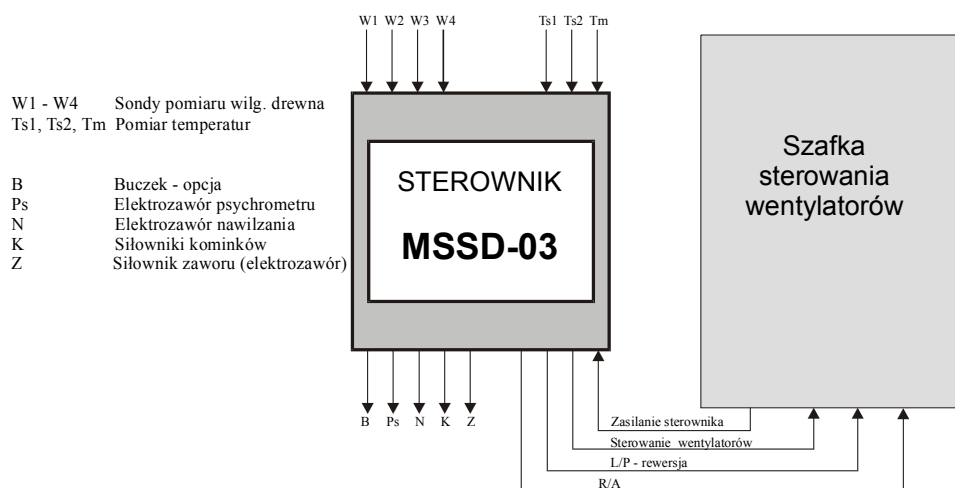 W1 W2 W3 W4 Ts1 Ts2 Tm
W1 - W4 Sondy pomiaru wilg. drewna
Ts1, Ts2, Tm Pomiar temperatur
B Buczek - opcja
Ps Elektrozawór psychrometru
N Elektrozawór nawilzania
K Siłowniki kominków
Z Siłownik zaworu (elektrozawór)
STEROWNIK
MSSD-03
Szafka
sterowania
wentylatorów
B Ps N K Z
Zasilanie sterownika
Sterowanie wentylatorów
L/P - rewersja
R/A